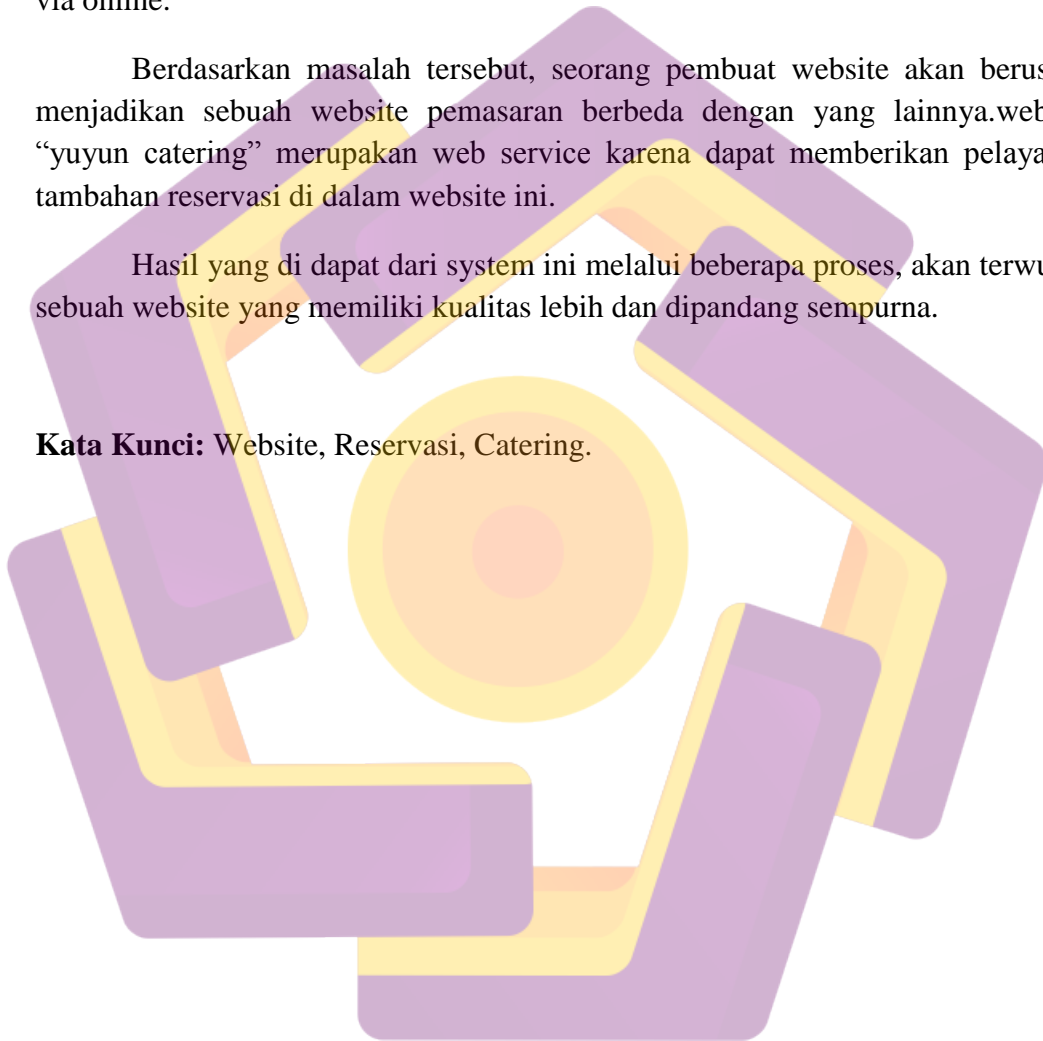 via online.
Berdasarkan masalah tersebut, seorang pembuat website akan berus
menjadikan sebuah website pemasaran berbeda dengan yang lainnya.web
“yuyun catering” merupakan web service karena dapat memberikan pelaya
tambahan reservasi di dalam website ini.
Hasil yang di dapat dari system ini melalui beberapa proses, akan terwu
sebuah website yang memiliki kualitas lebih dan dipandang sempurna.
Kata Kunci: Website, Reservasi, Catering.